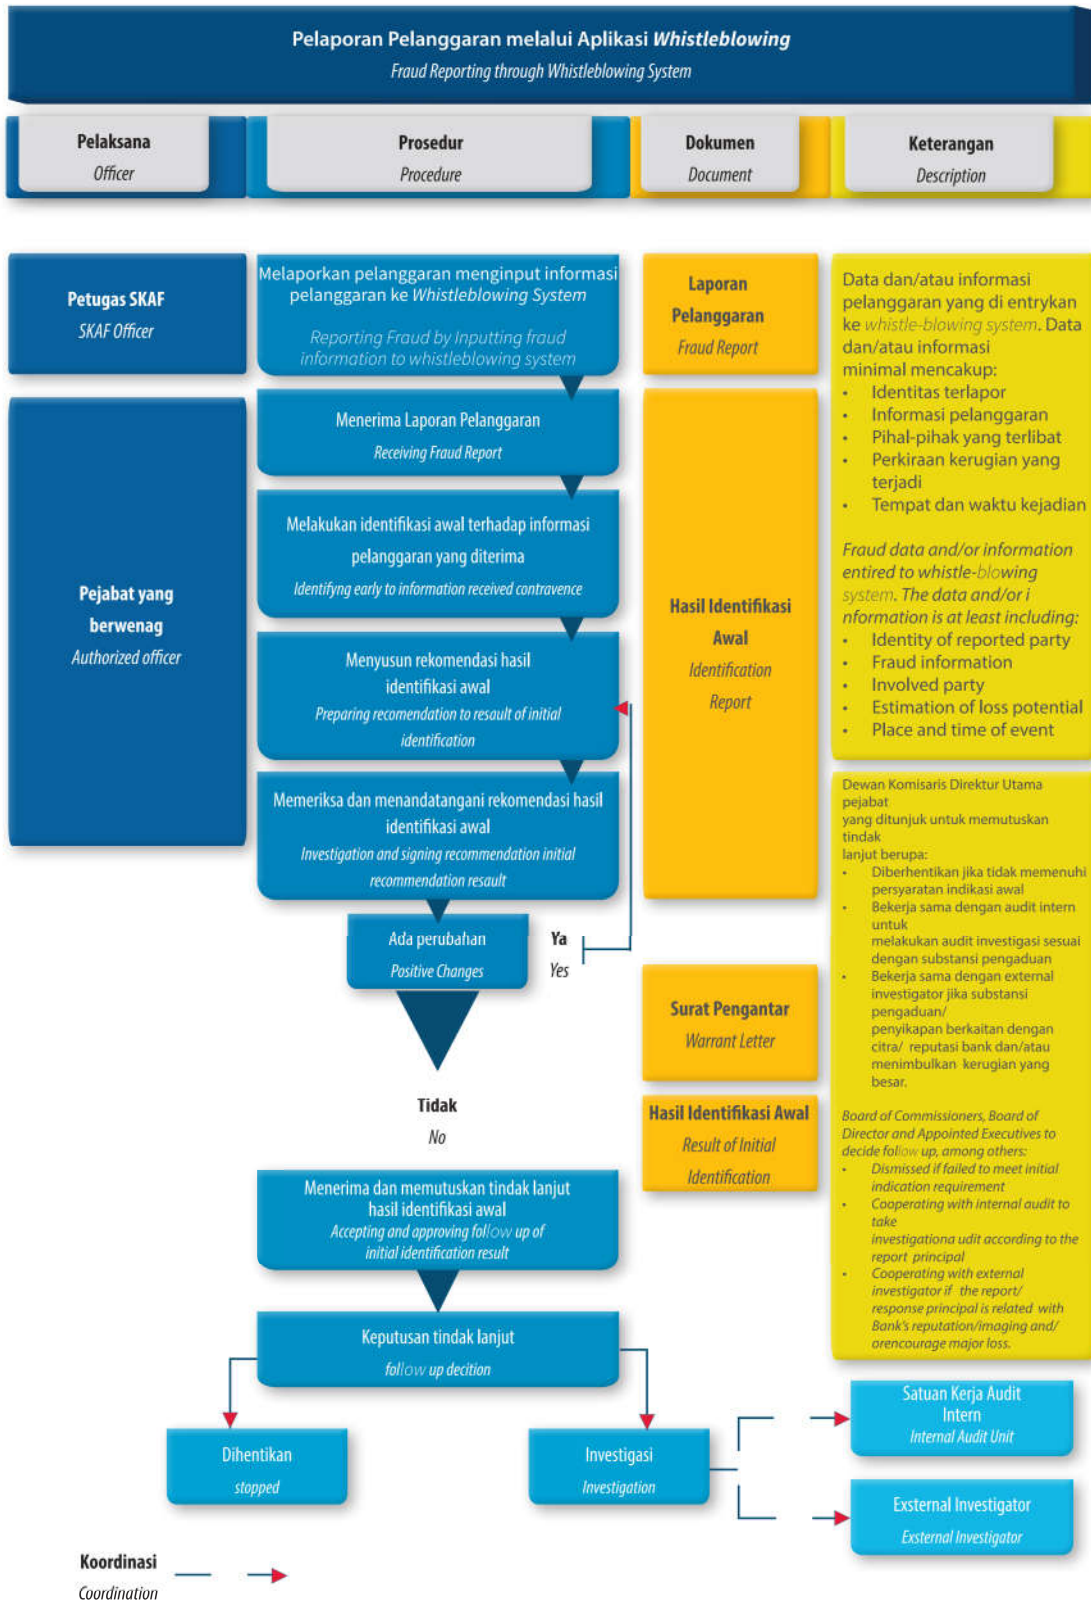 Pelaporan Pelanggaran melalui Aplikasi Whistleblowing
Fraud Reporting through Whistleblowing System
Pelaksana
Officer
Prosedur
Procedure
Dokumen
Document
Keterangan
Description
Petugas SKAF
SKAF Officer
Melaporkan pelanggaran menginput informasi
pelanggaran ke Whistleblowing System
Reporting Fraud by Inputting fraud
information to whistleblowing system
Laporan
Pelanggaran
Fraud Report
Data dan/atau informasi
pelanggaran yang di entrykan
ke whistle-blowing system. Data
dan/atau informasi
minimal mencakup:
• Identitas terlapor
• Informasi pelanggaran
• Pihal-pihak yang terlibat
• Perkiraan kerugian yang
terjadi
• Tempat dan waktu kejadian
Fraud data and/or information
entired to whistle-blowing
system. The data and/or i
nformation is at least including:
• Identity of reported party
• Fraud information
• Involved party
• Estimation of loss potential
• Place and time of event
Pejabat yang
berwenag
Authorized officer
Menerima Laporan Pelanggaran
Receiving Fraud Report
Melakukan identifikasi awal terhadap informasi
pelanggaran yang diterima
Identifyng early to information received contravence
Menyusun rekomendasi hasil
identifikasi awal
Preparing recomendation to resault of initial
identification
Memeriksa dan menandatangani rekomendasi hasil
identifikasi awal
Investigation and signing recommendation initial
recommendation resault
Hasil Identifikasi
Awal
Identification
Report
Ada perubahan
Positive Changes
Ya
Yes
Tidak
No
Surat Pengantar
Warrant Letter
Hasil Identifikasi Awal
Result of Initial
Identification
Dewan Komisaris Direktur Utama
pejabat
yang ditunjuk untuk memutuskan
tindak
lanjut berupa:
• Diberhentikan jika tidak memenuhi
persyaratan indikasi awal
• Bekerja sama dengan audit intern
untuk
melakukan audit investigasi sesuai
dengan substansi pengaduan
• Bekerja sama dengan external
investigator jika substansi
pengaduan/
penyikapan berkaitan dengan
citra/ reputasi bank dan/atau
menimbulkan kerugian yang
besar.
Board of Commissioners, Board of
Director and Appointed Executives to
decide follow up, among others:
• Dismissed if failed to meet initial
indication requirement
• Cooperating with internal audit to
take
investigationa udit according to the
report principal
• Cooperating with external
investigator if the report/
response principal is related with
Bank's reputation/imaging and/
orencourage major loss.
Menerima dan memutuskan tindak lanjut
hasil identifikasi awal
Accepting and approving follow up of
initial identification result
Keputusan tindak lanjut
follow up decition
Dihentikan
stopped
Investigasi
Investigation
Satuan Kerja Audit
Intern
Internal Audit Unit
Exsternal Investigator
Exsternal Investigator
Koordinasi
Coordination